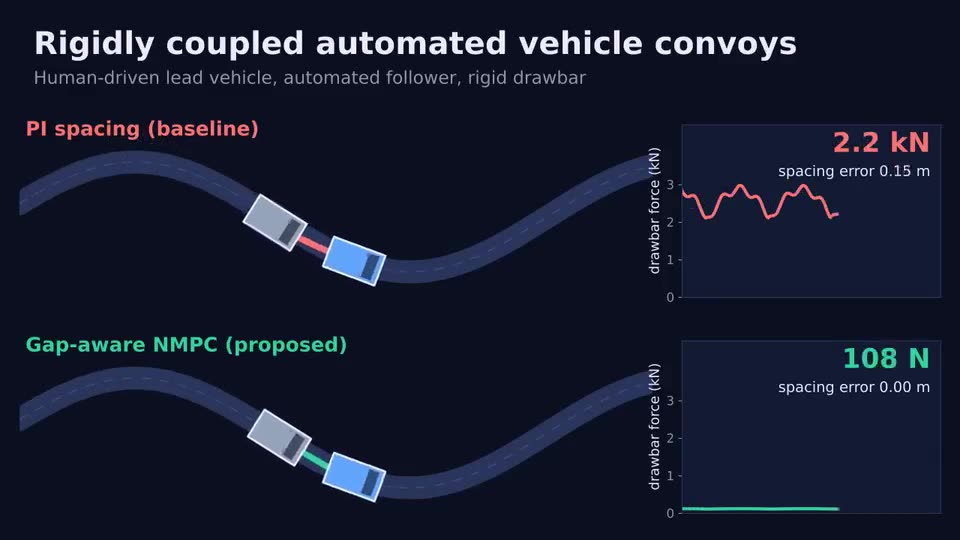 Rigidly coupled automated vehicle convoys
Human-driven lead vehicle, automated follower, rigid drawbar
PI spacing (baseline)
2.2 kN
spacing error 0.15 m
drawbar force (kN)
3
2
1
0
Gap-aware NMPC (proposed)
108 N
spacing error 0.00 m
drawbar force (kN)
3
2
1
0